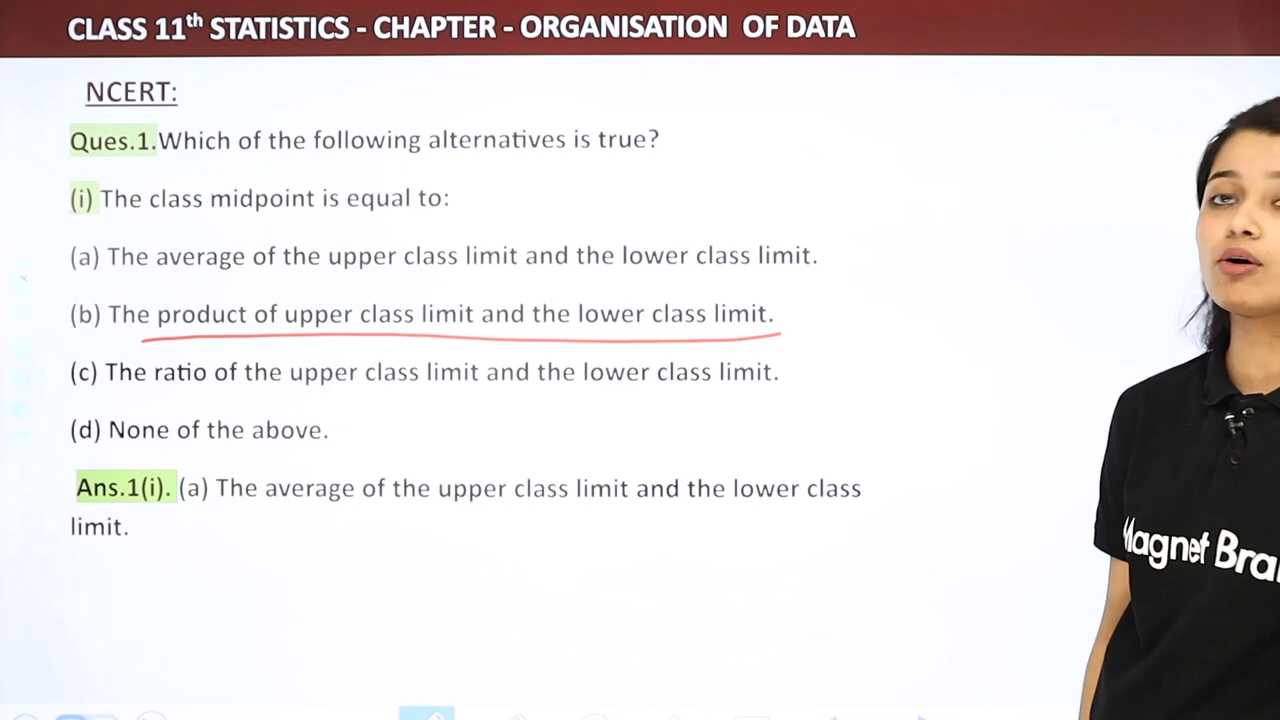 CLASS 11th STATISTICS - CHAPTER - ORGANISATION OF DATA
NCERT:
Ques.1.Which of the following alternatives is true?
(i) The class midpoint is equal to:
(a) The average of the upper class limit and the lower class limit.
(b) The product of upper class limit and the lower class limit.
(c) The ratio of the upper class limit and the lower class limit.
(d) None of the above.
Ans.1(i). (a) The average of the upper class limit and the lower class
limit.
Magnet